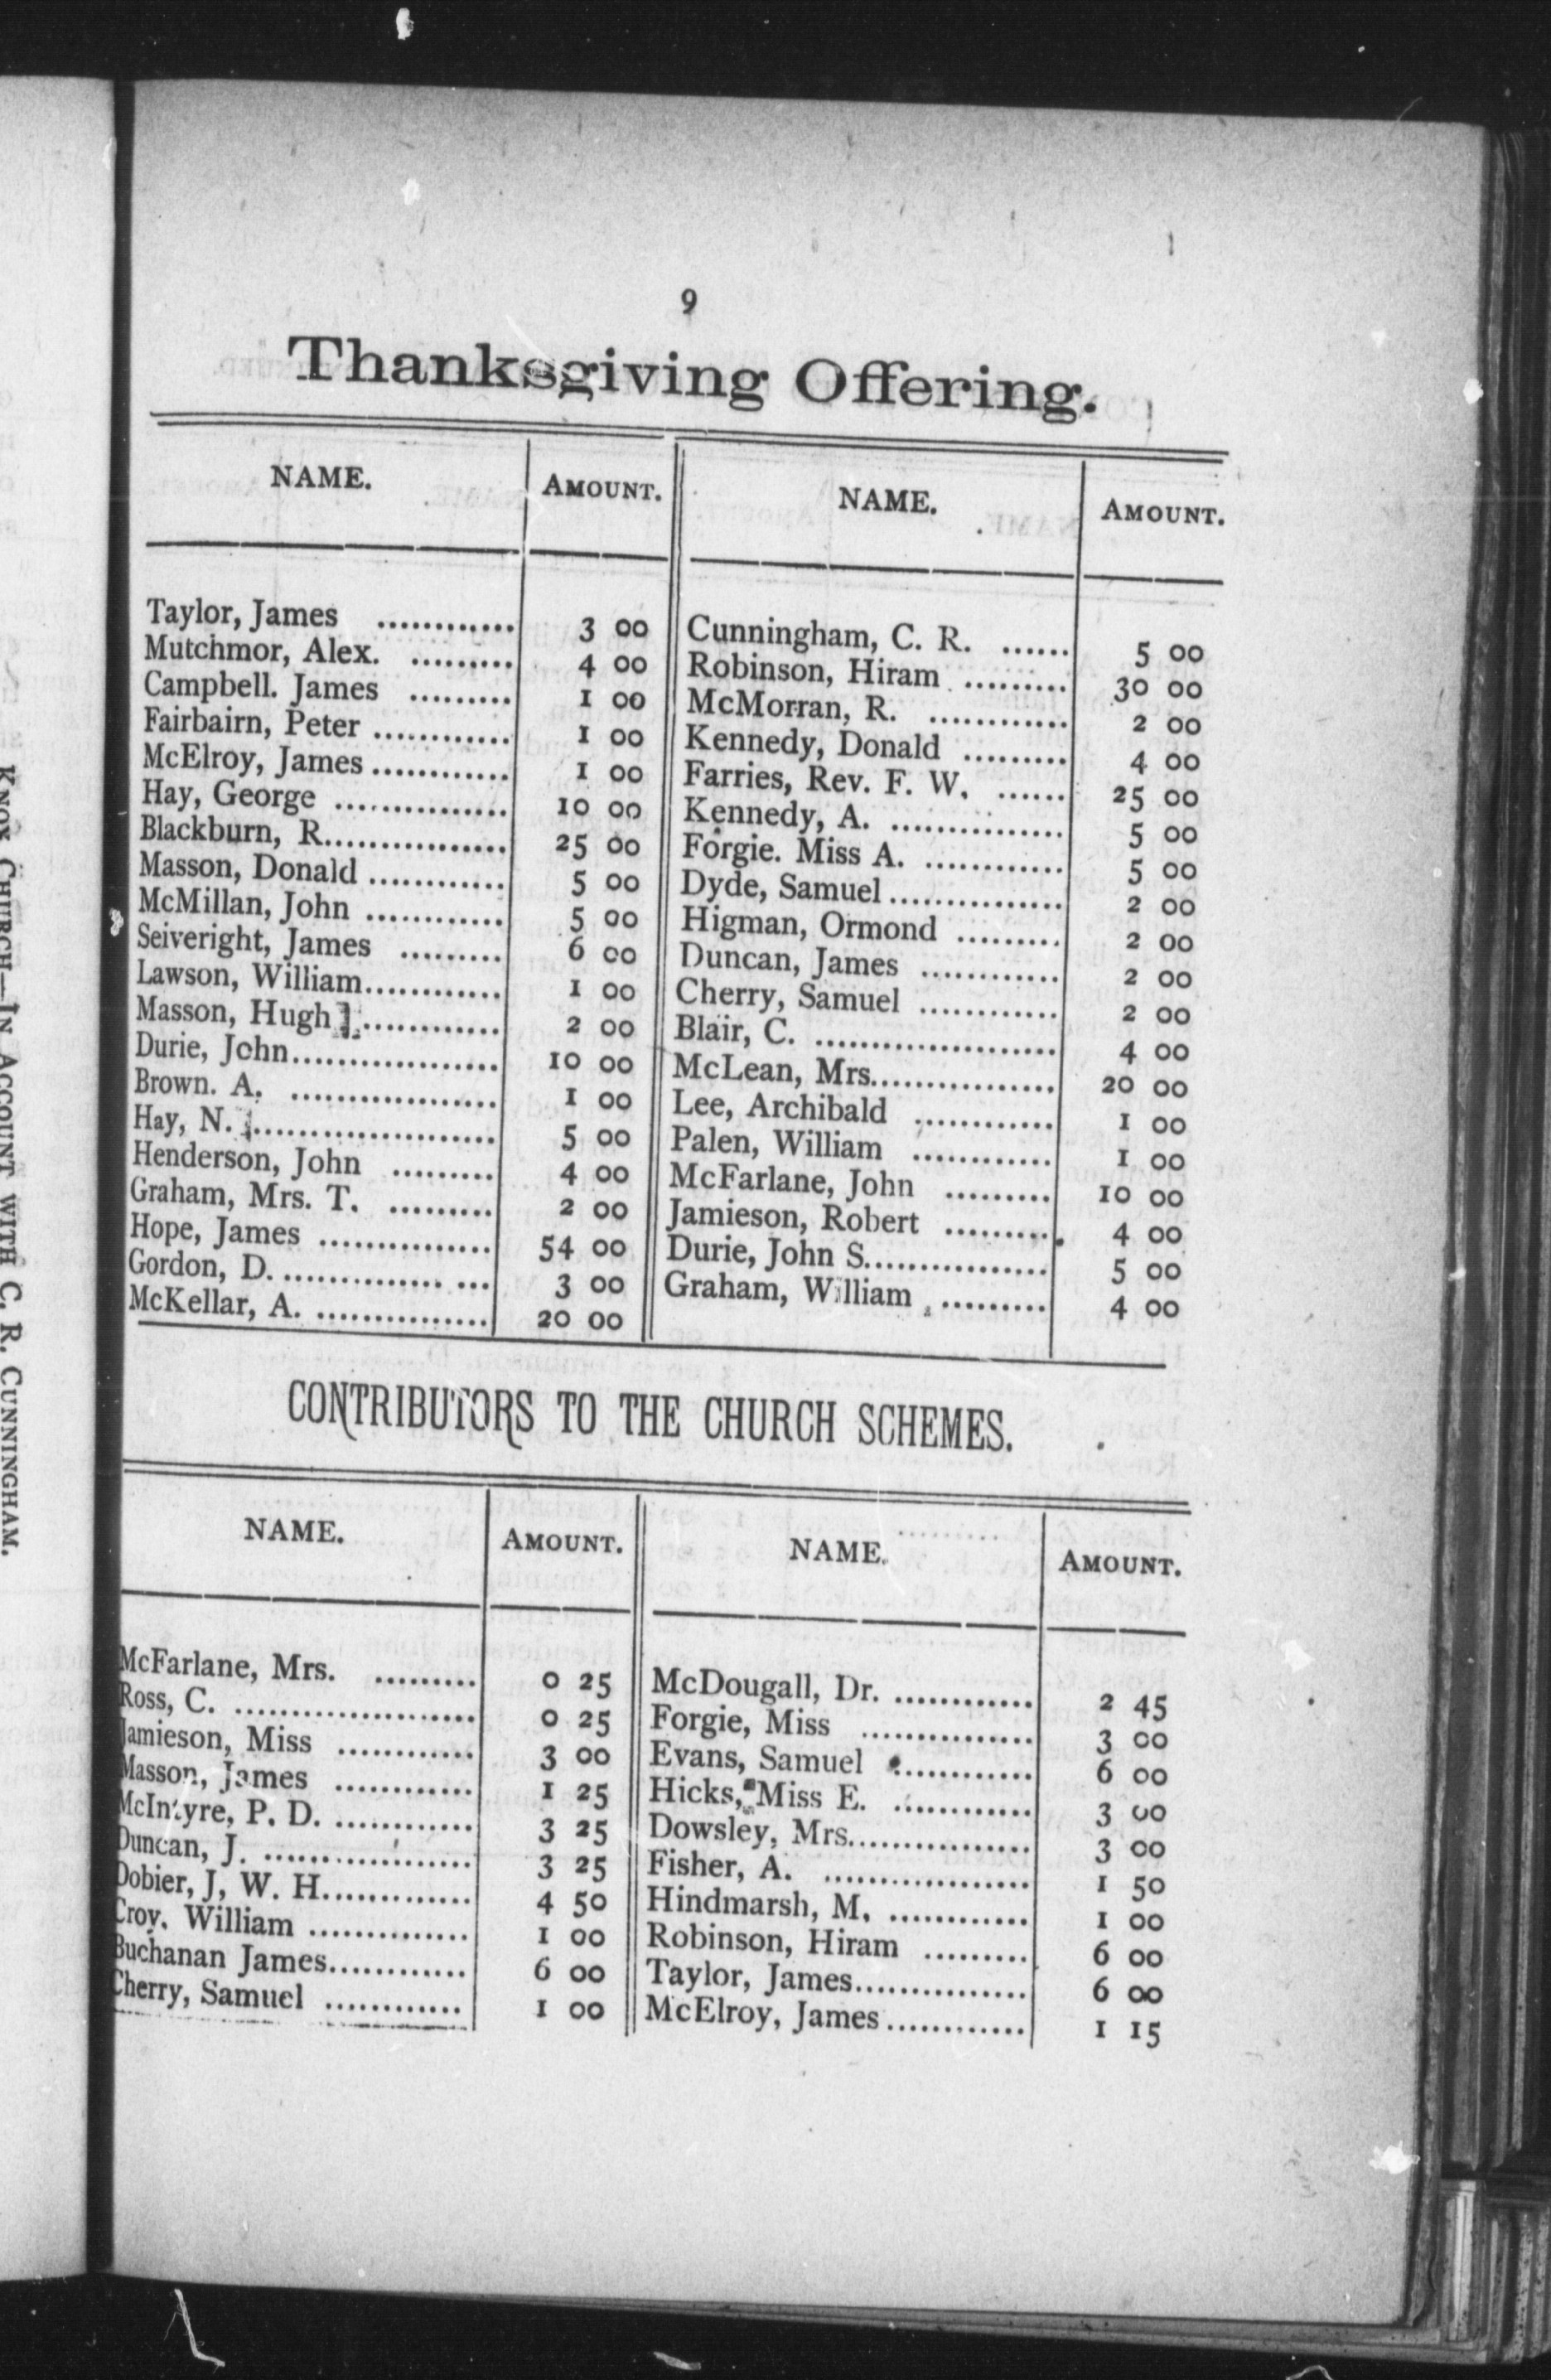 9
Thanksgiving Offering.
NAME. AMOUNT. NAME. AMOUNT.
Taylor, James ............ 3 00 Cunningham, C. R. ...... 5 00
Mutchmor, Alex. ......... 4 00 Robinson, Hiram ......... 30 00
Campbell. James ......... 1 00 McMorran, R. ............ 2 00
Fairbairn, Peter ............ 1 00 Kennedy, Donald ......... 4 00
McElroy, James ............ 1 00 Farries, Rev. F. W. ...... 25 00
Hay, George ............... 10 00 Kennedy, A. ............... 5 00
Blackburn, R................ 25 00 Forgie. Miss A. ............ 5 00
Masson, Donald ............ 5 00 Dyde, Samuel ............... 2 00
McMillan, John ............ 5 00 Higman, Ormond ......... 2 00
Seiveright, James ......... 6 00 Duncan, James ............ 2 00
Lawson, William............ 1 00 Cherry, Samuel ............ 2 00
Masson, Hugh ............ 2 00 Blair, C. ..................... 4 00
Durie, John.................. 10 00 McLean, Mrs................ 20 00
Brown. A. .................. 1 00 Lee, Archibald ............ 1 00
Hay, N. ..................... 5 00 Palen, William ............ 1 00
Henderson, John ......... 4 00 McFarlane, John ......... 10 00
Graham, Mrs. T. ......... 2 00 Jamieson, Robert ......... 4 00
Hope, James ............... 54 00 Durie, John S................ 5 00
Gordon, D. ............... ... 3 00 Graham, William ......... 4 00
McKellar, A. ............... 20 00
CONTRIBUTORS TO THE CHURCH SCHEMES.
NAME. AMOUNT. NAME. AMOUNT.
McFarlane, Mrs. ......... 0 25 McDougall, Dr. ............ 2 45
Ross, C. ..................... 0 25 Forgie, Miss ............... 3 00
Jamieson, Miss ............ 3 00 Evans, Samuel ............ 6 00
Masson, James ............ 1 25 Hicks, Miss E. ............ 3 00
McIntyre, P. D. ............ 3 25 Dowsley, Mrs................ 3 00
Duncan, J. .................. 3 25 Fisher, A. .................. 1 50
Dobier, J, W. H............. 4 50 Hindmarsh, M. ............ 1 00
Croy. William .............. 1 00 Robinson, Hiram ......... 6 00
Buchanan James............ 6 00 Taylor, James............... 6 00
Cherry, Samuel ............ 1 00 McElroy, James ............ 1 15
KNOX CHURCH—IN ACCOUNT WITH C. R. CUNNINGHAM.